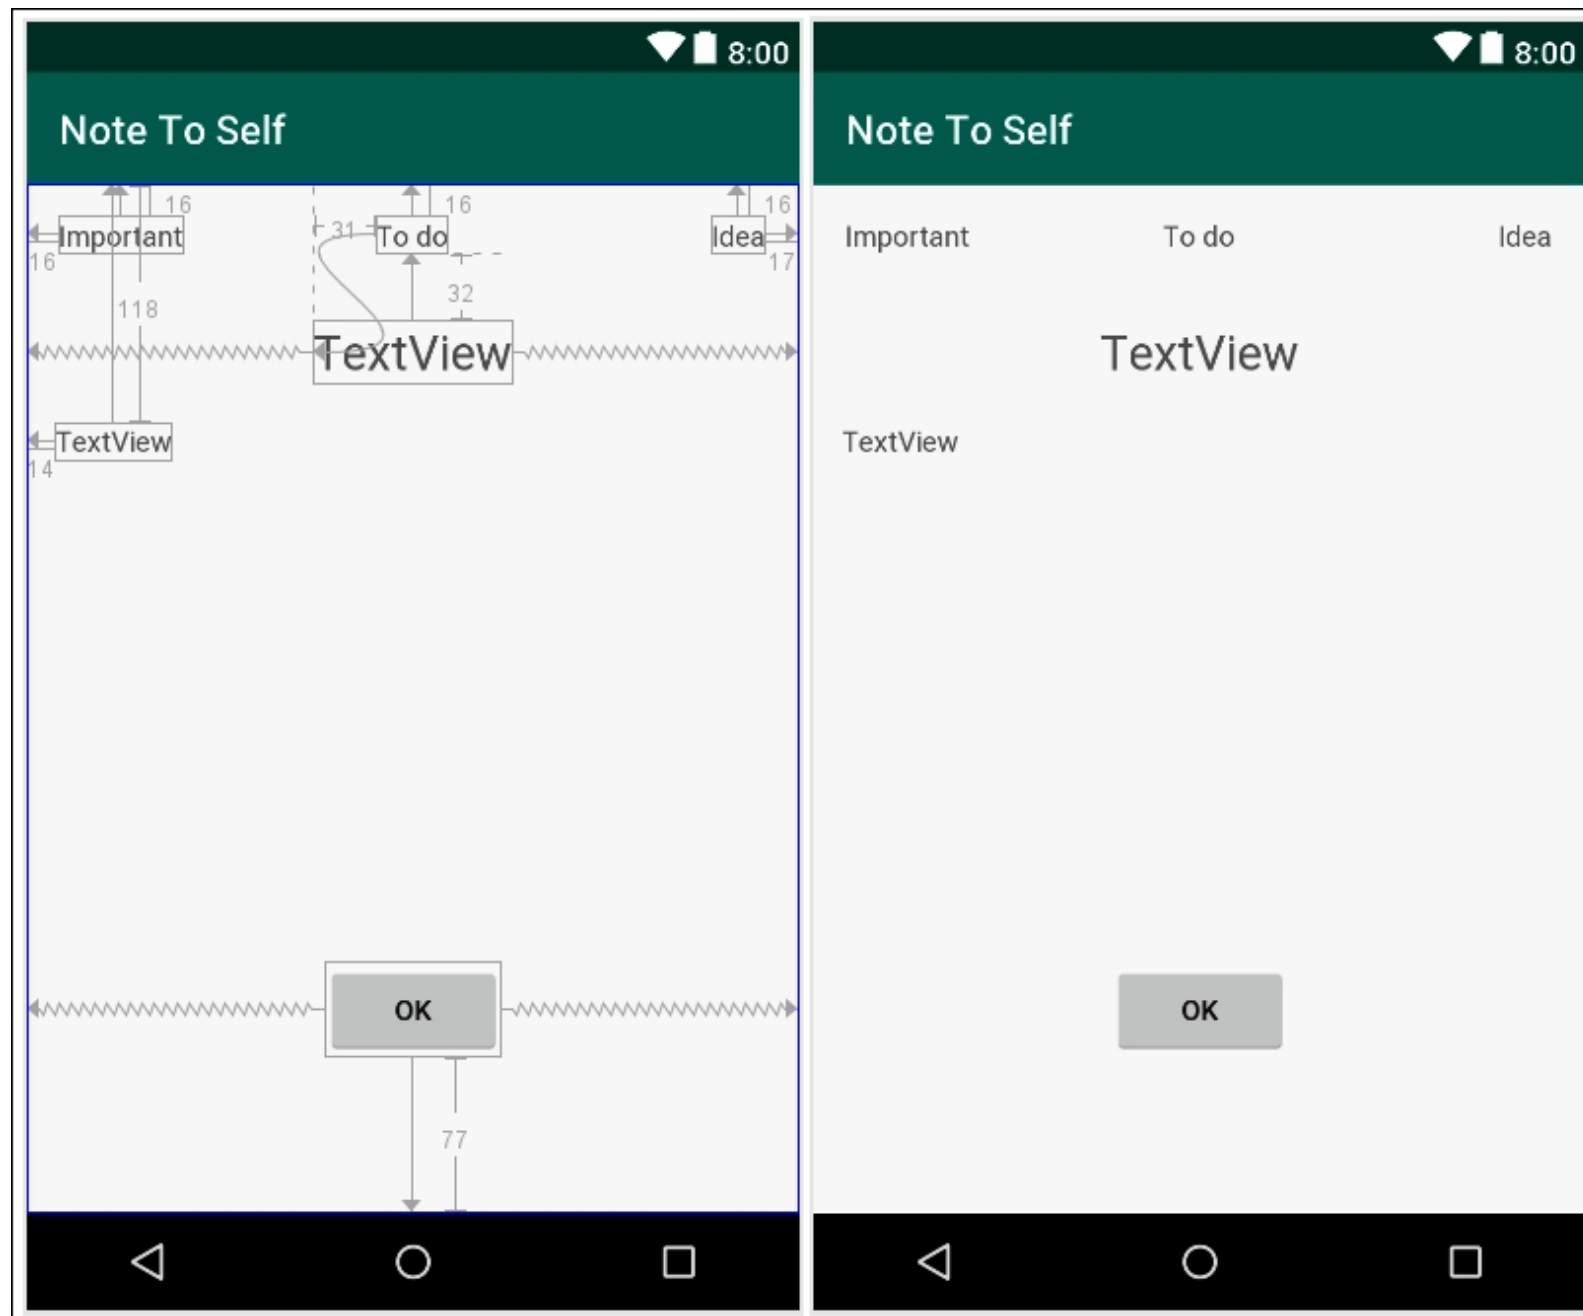 8:00
Note To Self
16 16 16
31
Important To do Idea
16 17
118 32
TextView
TextView
14
OK
77
8:00
Note To Self
Important To do Idea
TextView
TextView
OK